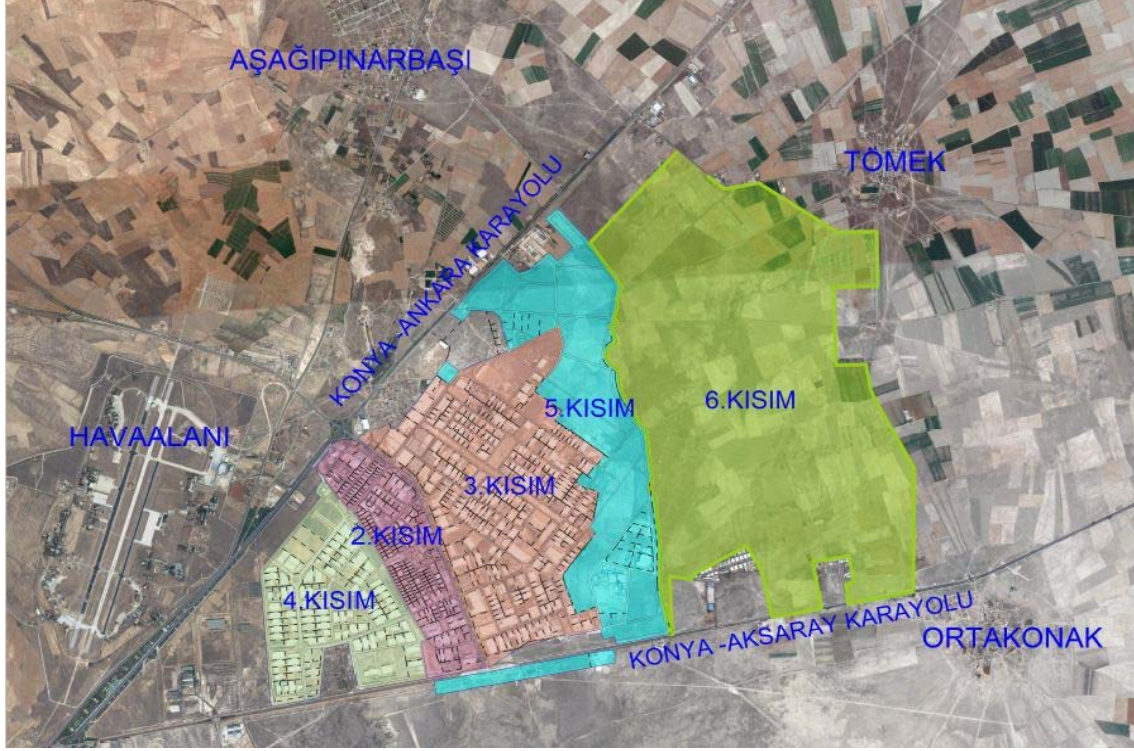 AŞAĞIPINARBAŞI
TÖMEK
KONYA -ANKARA KARAYOLU
HAVAALANI
5.KISIM
6.KISIM
3.KISIM
2.KISIM
4.KISIM
KONYA -AKSARAY KARAYOLU
ORTAKONAK